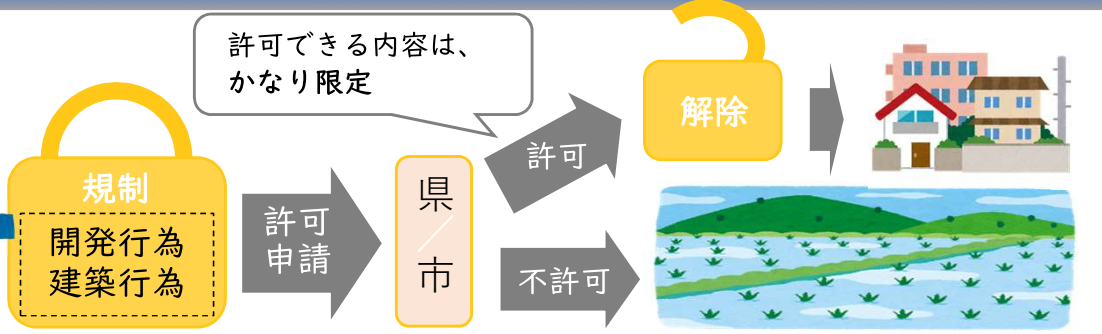 許可できる内容は、
かなり限定
規制
開発行為
建築行為
許可
申請
県
／
市
許可
不許可
解除